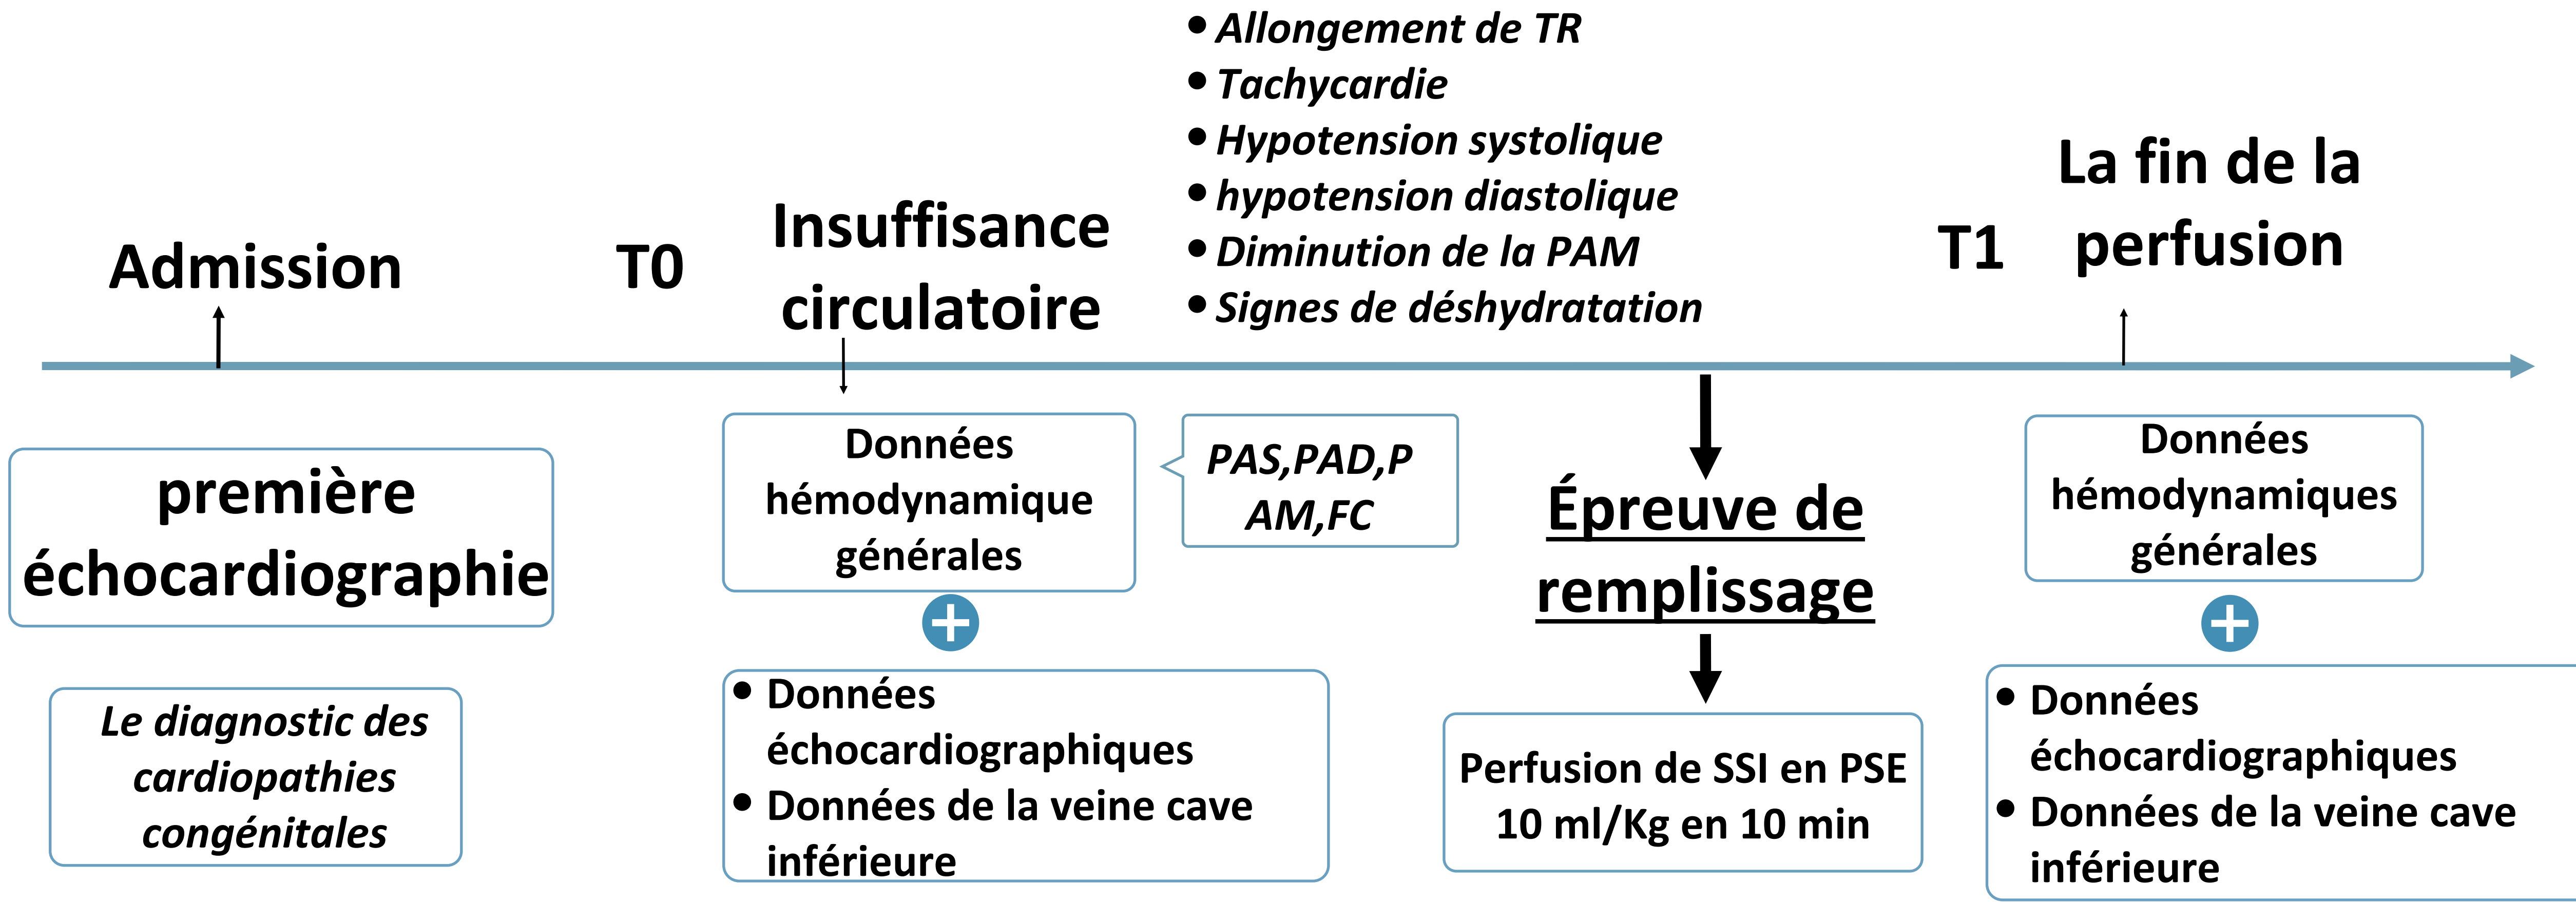 Admission
première
échocardiographie
Le diagnostic des
cardiopathies
congénitales
T0
Insuffisance
circulatoire
• Allongement de TR
• Tachycardie
• Hypotension systolique
• hypotension diastolique
• Diminution de la PAM
• Signes de déshydratation
Données
hémodynamique
générales
PAS,PAD,P
AM,FC
+
• Données
échocardiographiques
• Données de la veine cave
inférieure
Épreuve de
remplissage
Perfusion de SSI en PSE
10 ml/Kg en 10 min
T1
La fin de la
perfusion
Données
hémodynamiques
générales
+
• Données
échocardiographiques
• Données de la veine cave
inférieure